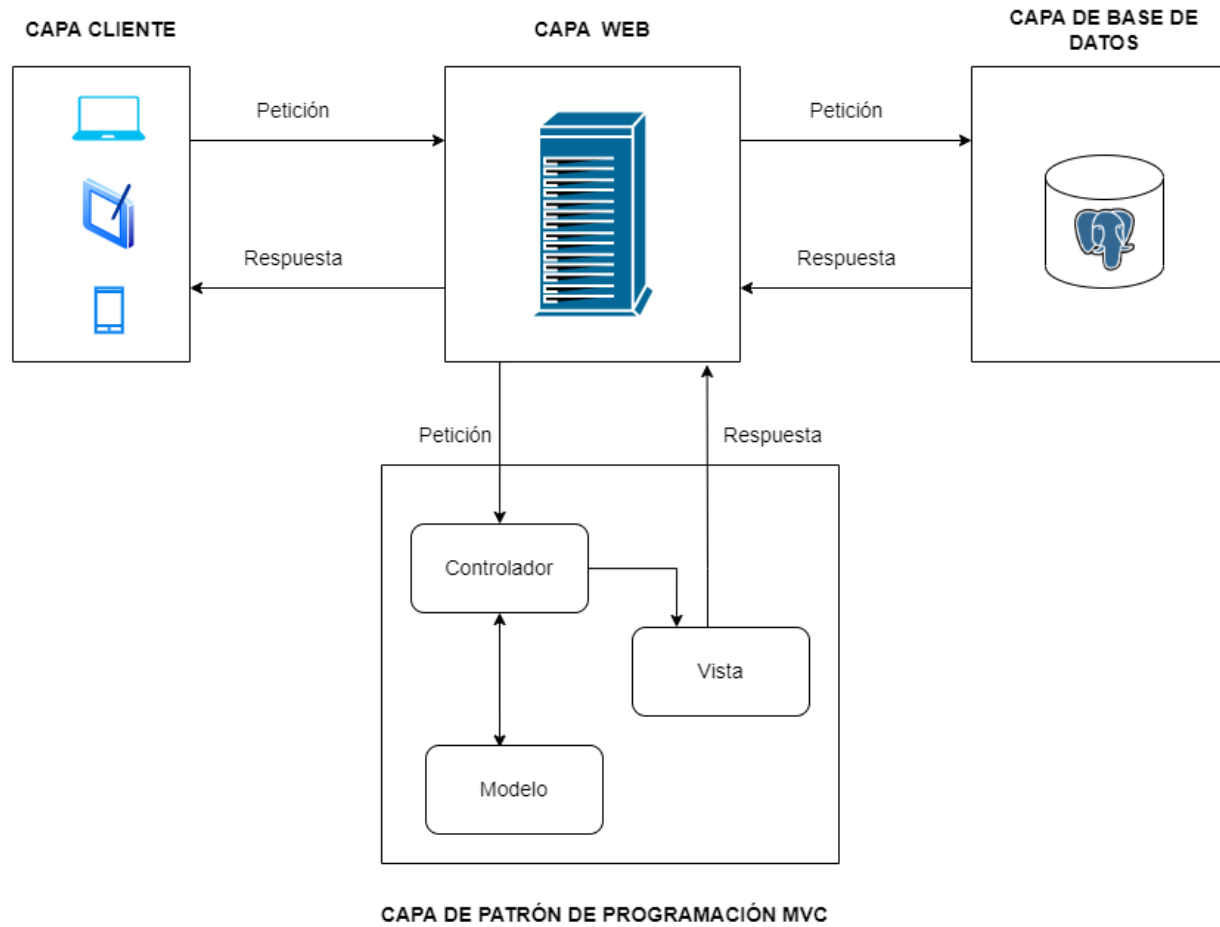 CAPA CLIENTE
CAPA WEB
CAPA DE BASE DE
DATOS
Petición
Petición
Respuesta
Respuesta
Petición
Respuesta
Controlador
Vista
Modelo
CAPA DE PATRÓN DE PROGRAMACIÓN MVC